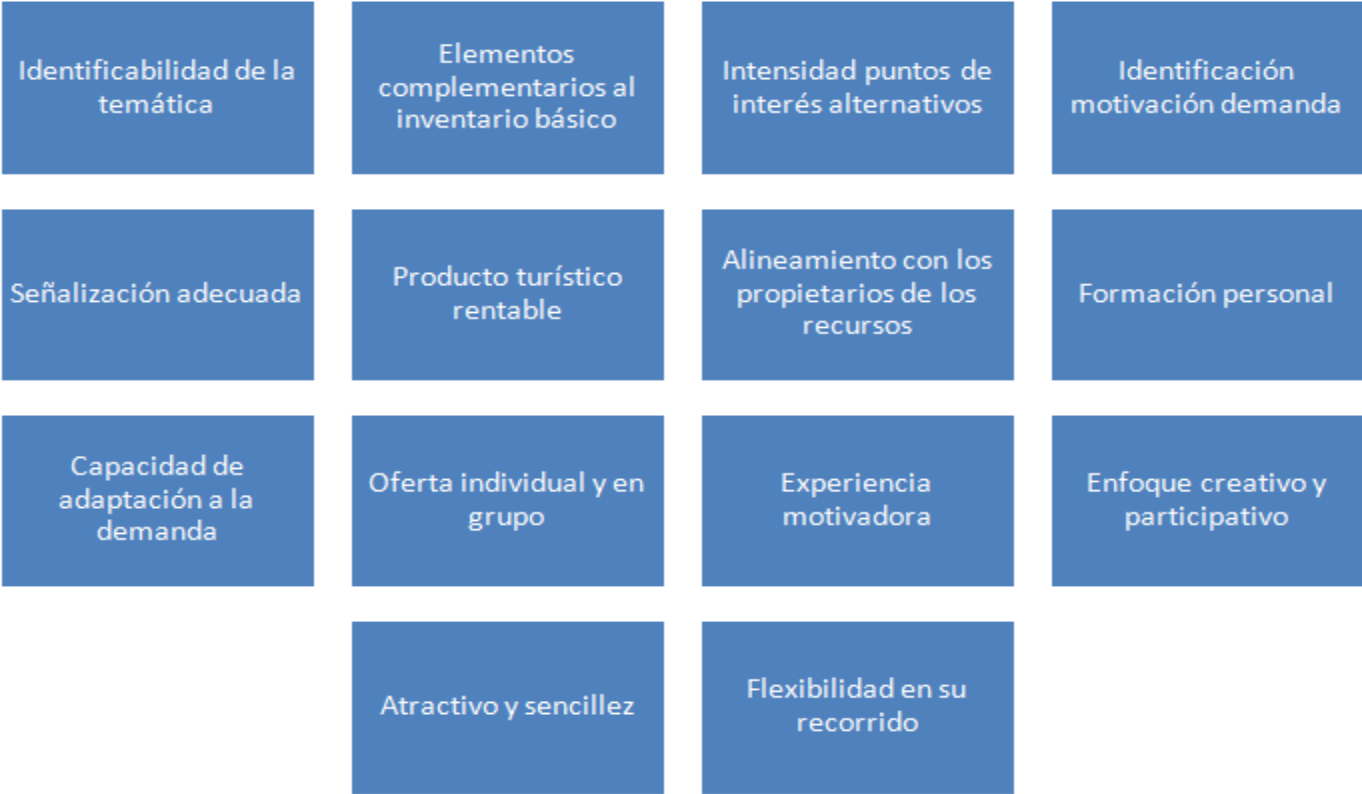 Identificabilidad de la
temática
Elementos
complementarios al
inventario básico
Intensidad puntos de
interés alternativos
Identificación
motivación demanda
Señalización adecuada
Producto turístico
rentable
Alineamiento con los
propietarios de los
recursos
Formación personal
Capacidad de
adaptación a la
demanda
Oferta individual y en
grupo
Experiencia
motivadora
Enfoque creativo y
participativo
Atractivo y sencillez
Flexibilidad en su
recorrido